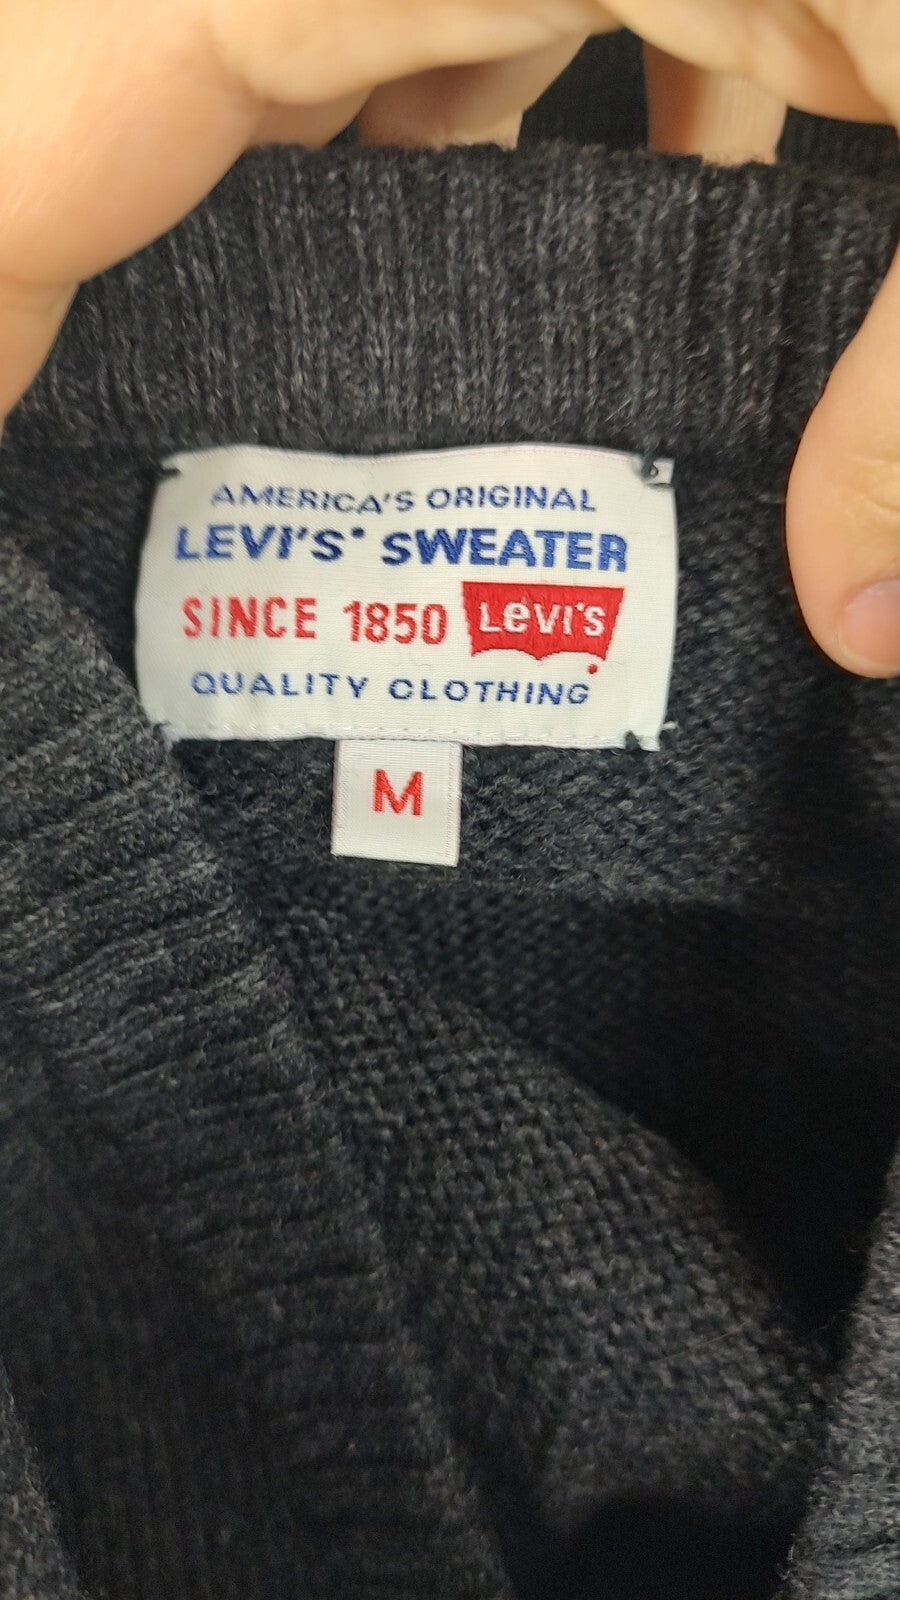 AMERICA'S ORIGINAL
LEVI'S® SWEATER
SINCE 1850 LeVI'S
QUALITY CLOTHING
M